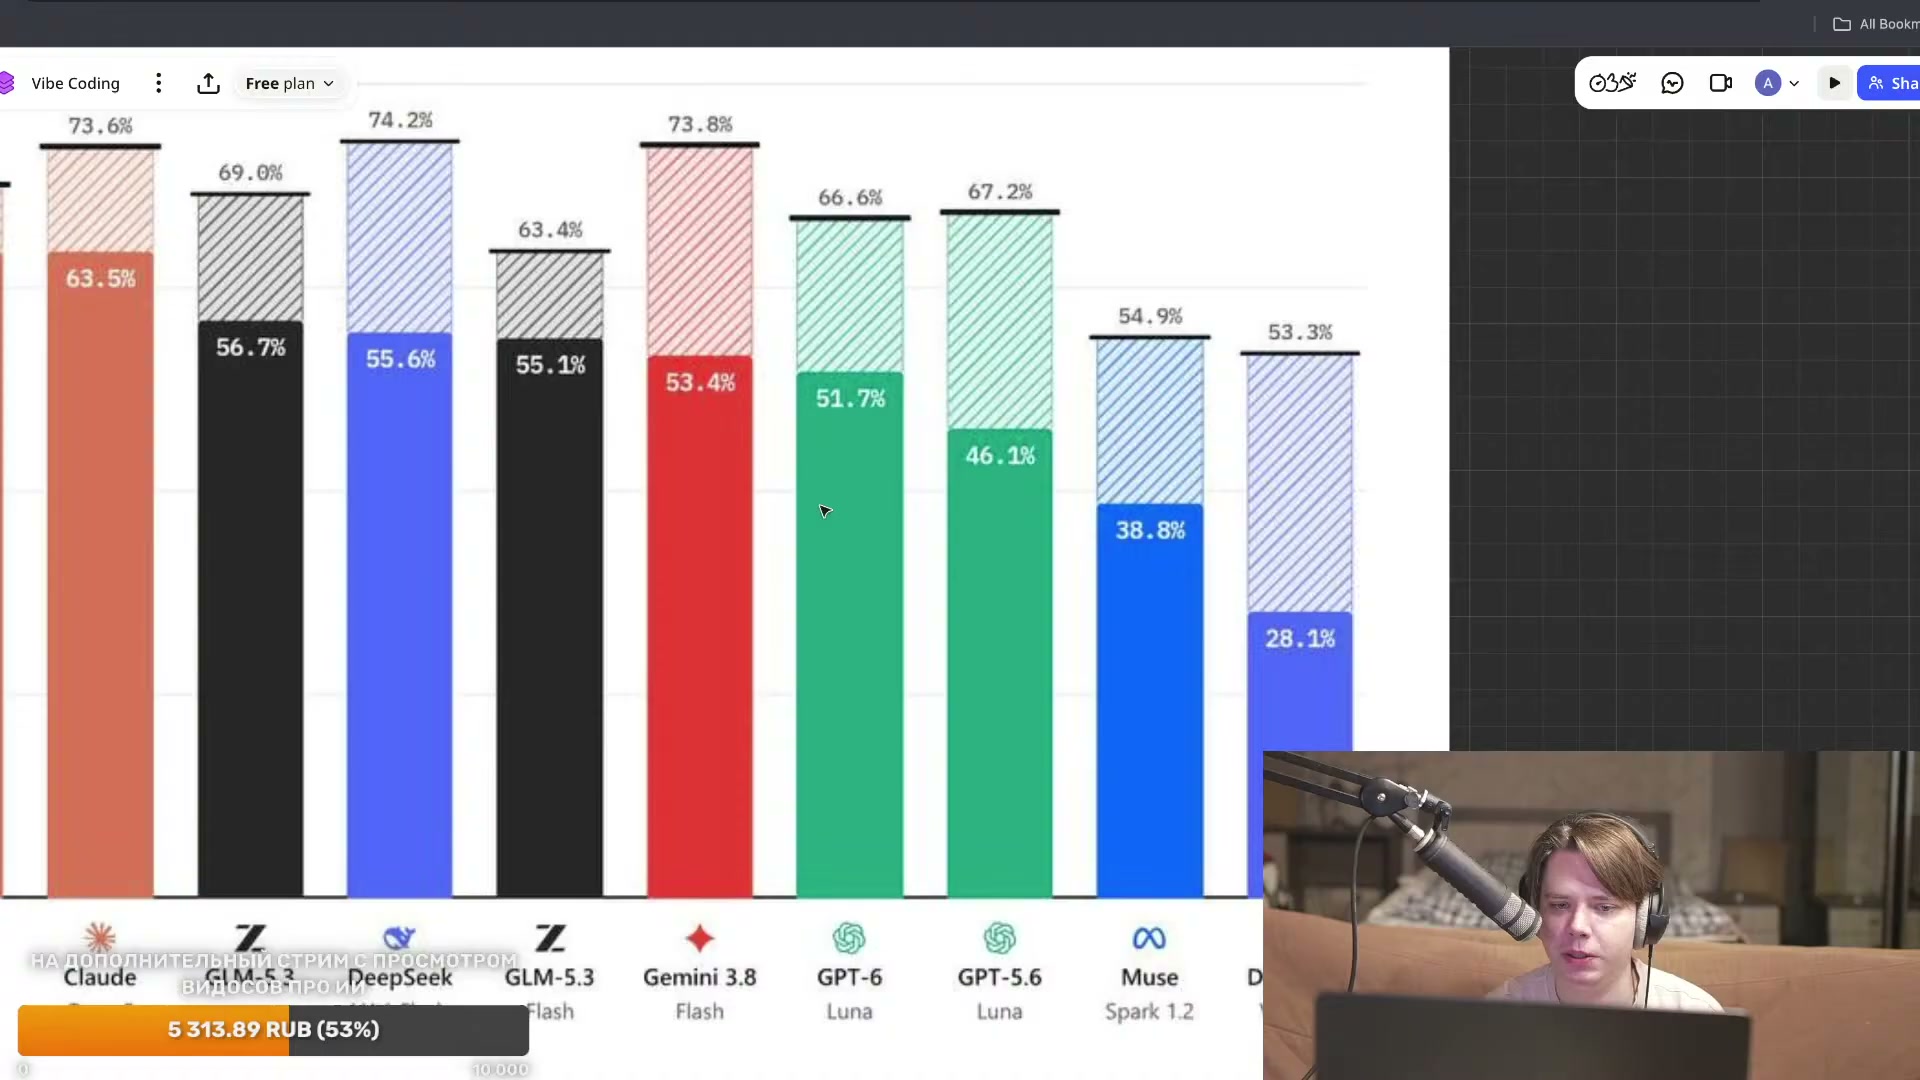 All Bookm
Vibe Coding
Free plan
A
Sha
73.6%
69.0%
74.2%
63.4%
73.8%
66.6%
67.2%
54.9%
53.3%
63.5%
56.7%
55.6%
55.1%
53.4%
51.7%
46.1%
38.8%
28.1%
НА ДОПОЛНИТЕЛЬНЫЙ СТРИМ С ПРОСМОТРОМ
ВИДОСОВ ПРО ИИ
Claude
GLM-5.3
DeepSeek
GLM-5.3
Flash
Gemini 3.8
Flash
GPT-6
Luna
GPT-5.6
Luna
Muse
Spark 1.2
D
5 313.89 RUB (53%)
0
10 000